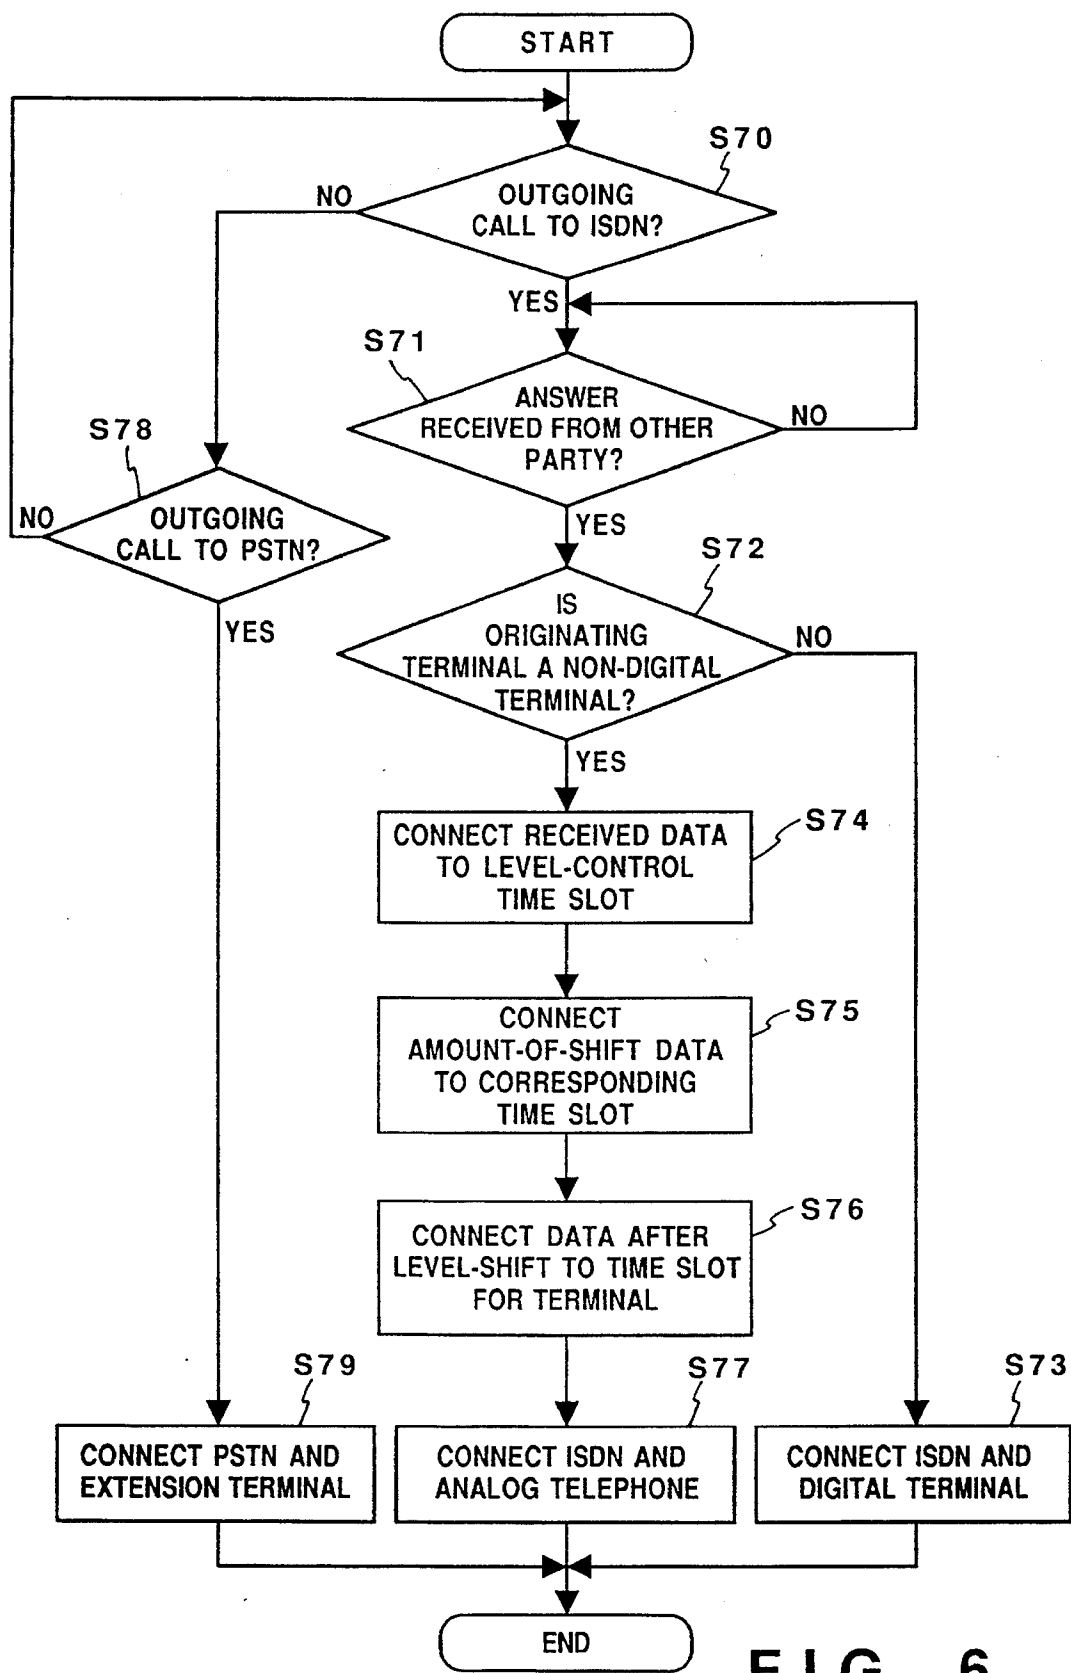 START
S70
NO
OUTGOING
CALL TO ISDN?
YES
S71
ANSWER
RECEIVED FROM OTHER
PARTY?
NO
S78
NO
OUTGOING
CALL TO PSTN?
YES
YES
S72
IS
ORIGINATING
TERMINAL A NON-DIGITAL
TERMINAL?
NO
YES
S74
CONNECT RECEIVED DATA
TO LEVEL-CONTROL
TIME SLOT
S75
CONNECT
AMOUNT-OF-SHIFT DATA
TO CORRESPONDING
TIME SLOT
S76
CONNECT DATA AFTER
LEVEL-SHIFT TO TIME SLOT
FOR TERMINAL
S79
CONNECT PSTN AND
EXTENSION TERMINAL
S77
CONNECT ISDN AND
ANALOG TELEPHONE
S73
CONNECT ISDN AND
DIGITAL TERMINAL
END
FIG. 6